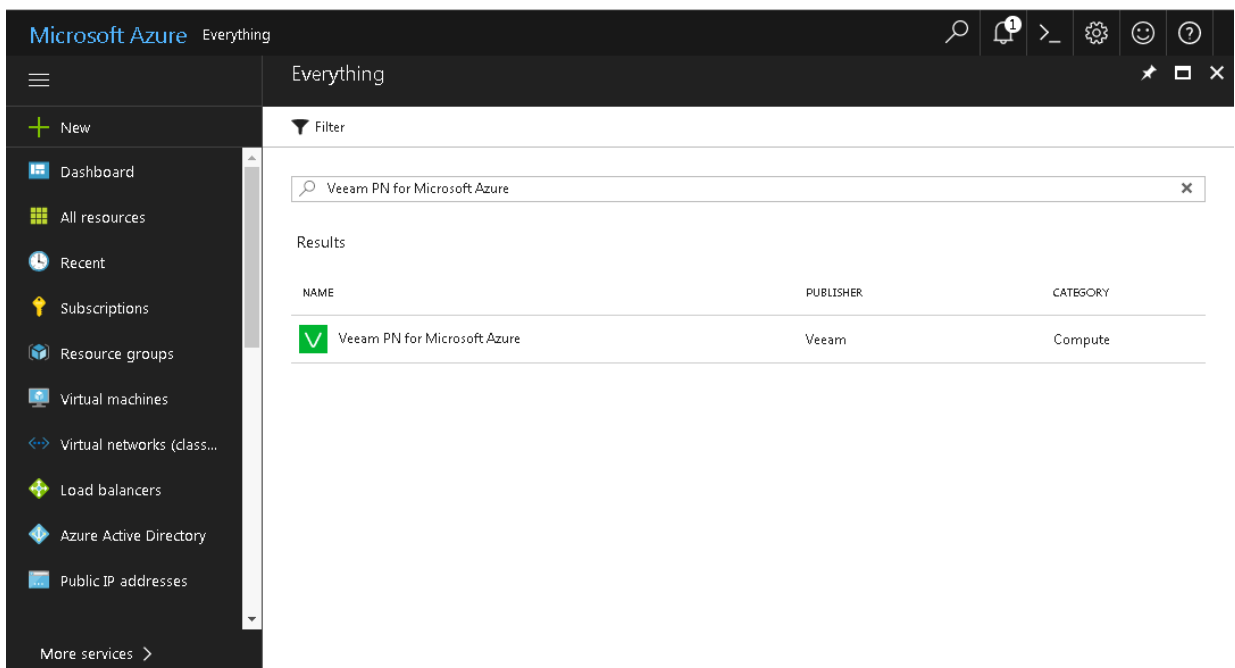 Microsoft Azure Everything
1
Everything
New
Filter
Dashboard
Veeam PN for Microsoft Azure
All resources
Results
Recent
NAME PUBLISHER CATEGORY
Subscriptions
Veeam PN for Microsoft Azure Veeam Compute
Resource groups
Virtual machines
Virtual networks (class...
Load balancers
Azure Active Directory
Public IP addresses
More services >